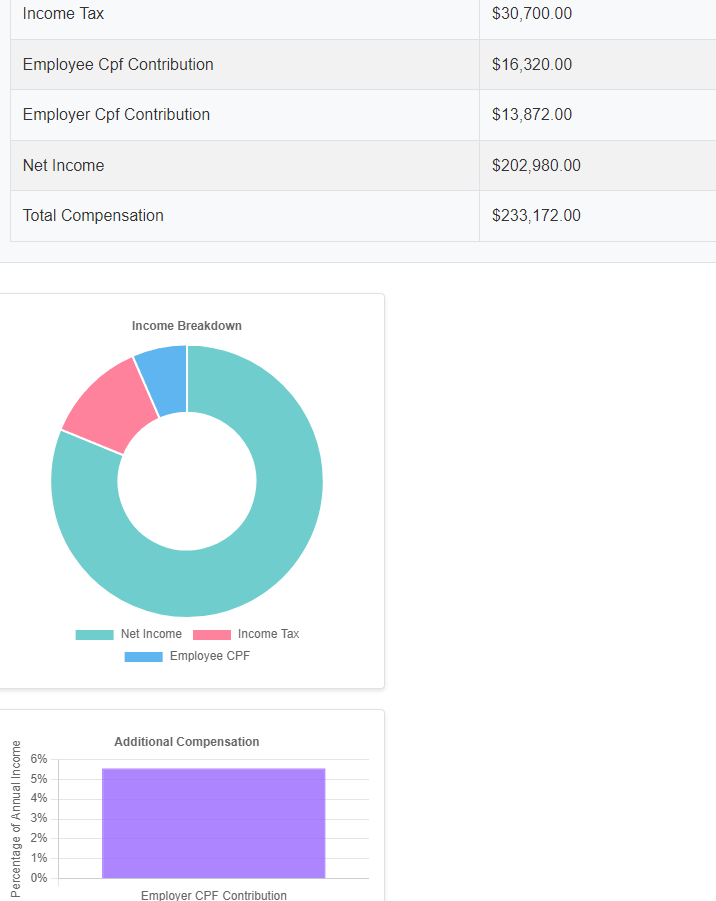 Income Tax $30,700.00
Employee Cpf Contribution $16,320.00
Employer Cpf Contribution $13,872.00
Net Income $202,980.00
Total Compensation $233,172.00
Income Breakdown
Net Income Income Tax
Employee CPF
Additional Compensation
Percentage of Annual Income
6%
5%
4%
3%
2%
1%
0%
Employer CPF Contribution